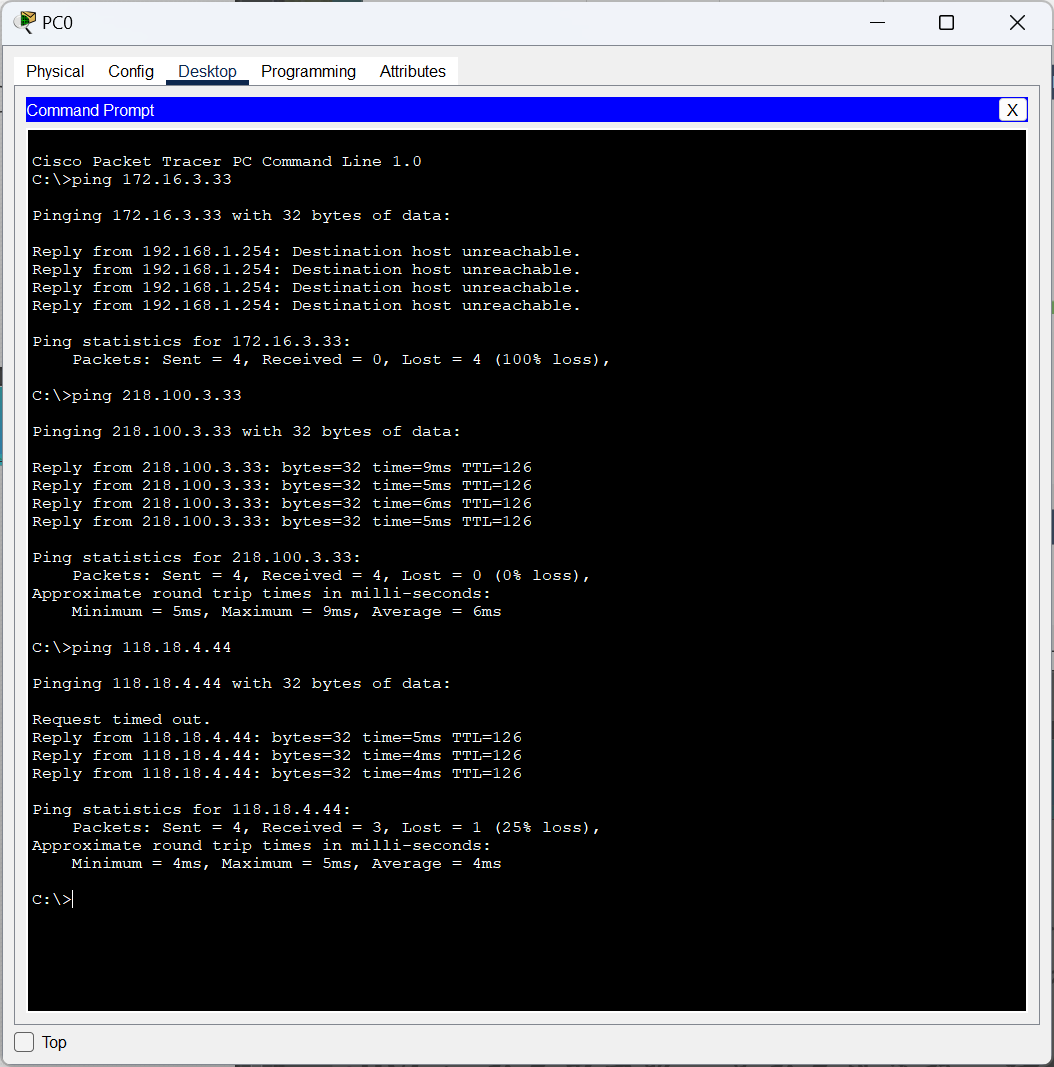 PC0
Physical Config Desktop Programming Attributes
Command Prompt X
Cisco Packet Tracer PC Command Line 1.0
C:\>ping 172.16.3.33
Pinging 172.16.3.33 with 32 bytes of data:
Reply from 192.168.1.254: Destination host unreachable.
Reply from 192.168.1.254: Destination host unreachable.
Reply from 192.168.1.254: Destination host unreachable.
Reply from 192.168.1.254: Destination host unreachable.
Ping statistics for 172.16.3.33:
Packets: Sent = 4, Received = 0, Lost = 4 (100% loss),
C:\>ping 218.100.3.33
Pinging 218.100.3.33 with 32 bytes of data:
Reply from 218.100.3.33: bytes=32 time=9ms TTL=126
Reply from 218.100.3.33: bytes=32 time=5ms TTL=126
Reply from 218.100.3.33: bytes=32 time=6ms TTL=126
Reply from 218.100.3.33: bytes=32 time=5ms TTL=126
Ping statistics for 218.100.3.33:
Packets: Sent = 4, Received = 4, Lost = 0 (0% loss),
Approximate round trip times in milli-seconds:
Minimum = 5ms, Maximum = 9ms, Average = 6ms
C:\>ping 118.18.4.44
Pinging 118.18.4.44 with 32 bytes of data:
Request timed out.
Reply from 118.18.4.44: bytes=32 time=5ms TTL=126
Reply from 118.18.4.44: bytes=32 time=4ms TTL=126
Reply from 118.18.4.44: bytes=32 time=4ms TTL=126
Ping statistics for 118.18.4.44:
Packets: Sent = 4, Received = 3, Lost = 1 (25% loss),
Approximate round trip times in milli-seconds:
Minimum = 4ms, Maximum = 5ms, Average = 4ms
C:\>
Top